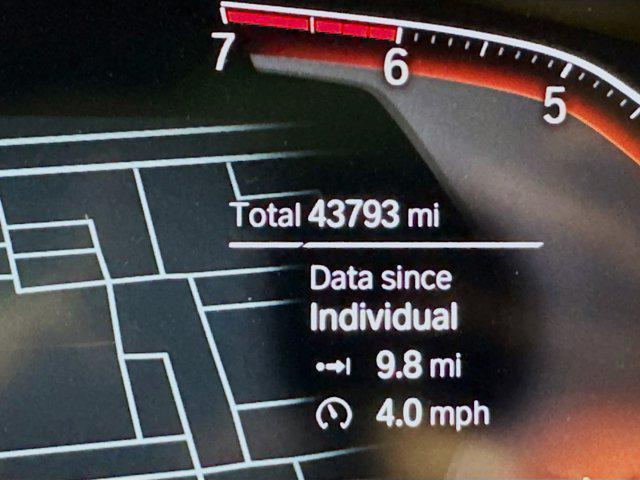 7
6
5
Total 43793 mi
Data since
Individual
9.8 mi
4.0 mph